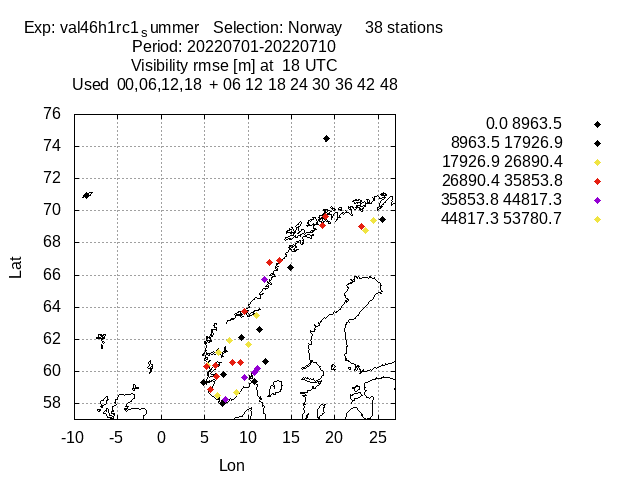 Exp: val46h1rc1summer Selection: Norway 38 stations
Period: 20220701-20220710
Visibility rmse [m] at 18 UTC
Used 00,06,12,18 + 06 12 18 24 30 36 42 48
0.0 8963.5
8963.5 17926.9
17926.9 26890.4
26890.4 35853.8
35853.8 44817.3
44817.3 53780.7
76
74
72
70
68
66
64
62
60
58
Lat
-10 -5 0 5 10 15 20 25
Lon